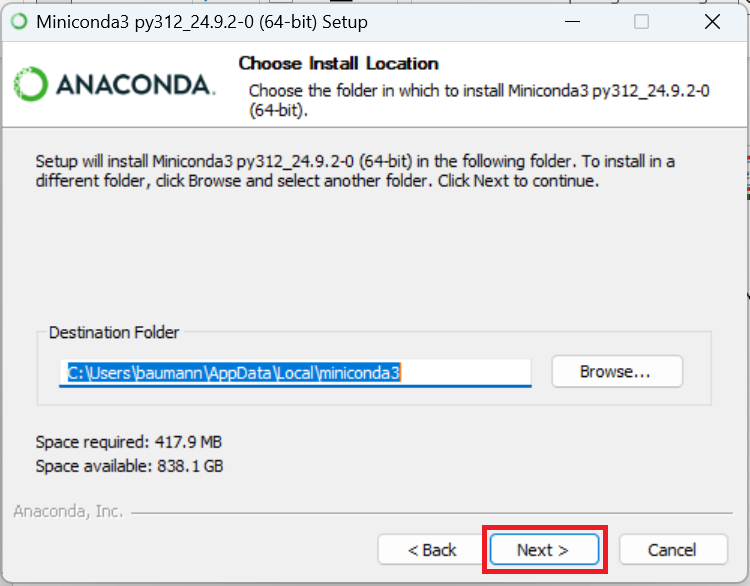 Miniconda3 py312_24.9.2-0 (64-bit) Setup
ANACONDA.
Choose Install Location
Choose the folder in which to install Miniconda3 py312_24.9.2-0
(64-bit).
Setup will install Miniconda3 py312_24.9.2-0 (64-bit) in the following folder. To install in a
different folder, click Browse and select another folder. Click Next to continue.
Destination Folder
C:\Users\baumann\AppData\Local\miniconda3
Browse...
Space required: 417.9 MB
Space available: 838.1 GB
Anaconda, Inc.
< Back
Next >
Cancel